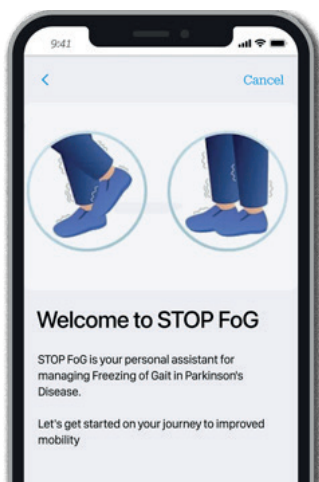 9:41
Cancel
Welcome to STOP FoG
STOP FoG is your personal assistant for
managing Freezing of Gait in Parkinson's
Disease.
Let's get started on your journey to improved
mobility